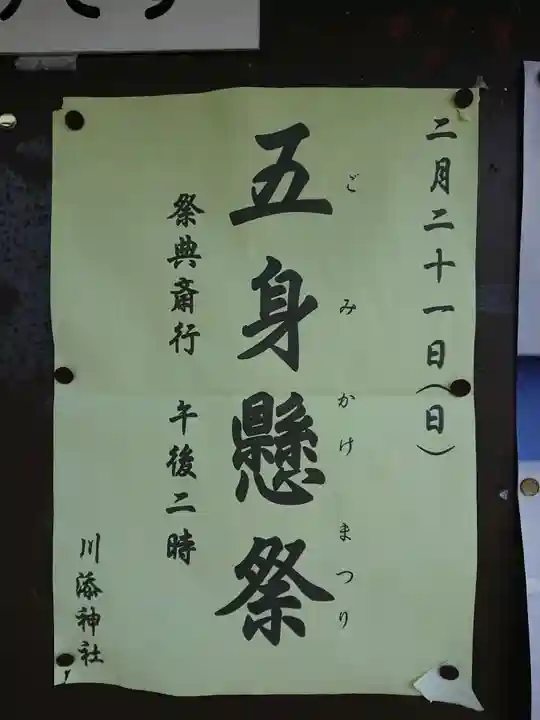 二月二十一日(日)
五身懸祭
ごみかけまつり
祭典斎行　午後二時
川添神社